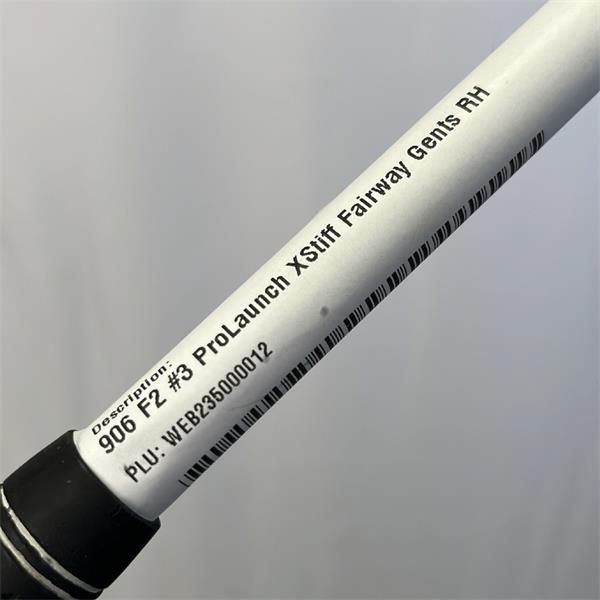 Description:
906 F2 #3 ProLaunch XStiff Fairway Gents RH
PLU: WEB235000012